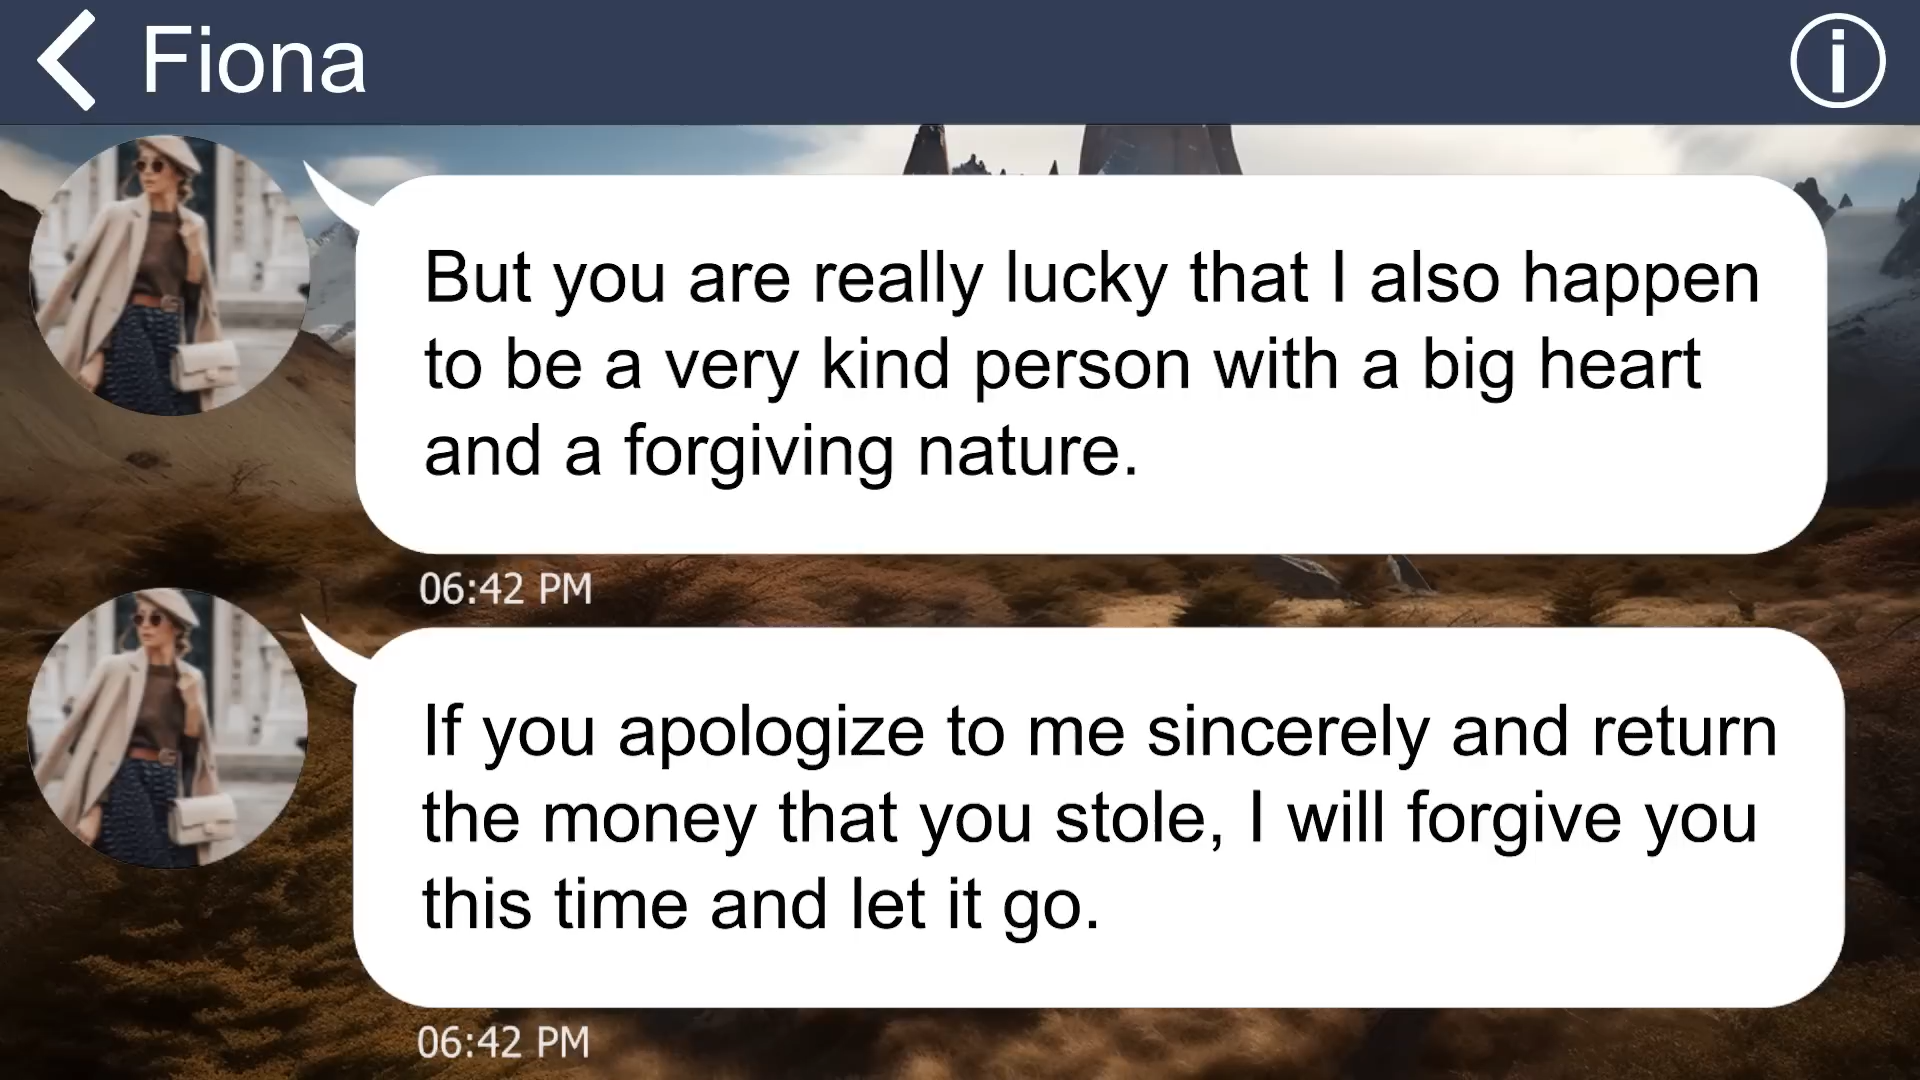 Fiona
But you are really lucky that I also happen
to be a very kind person with a big heart
and a forgiving nature.
06:42 PM
If you apologize to me sincerely and return
the money that you stole, I will forgive you
this time and let it go.
06:42 PM